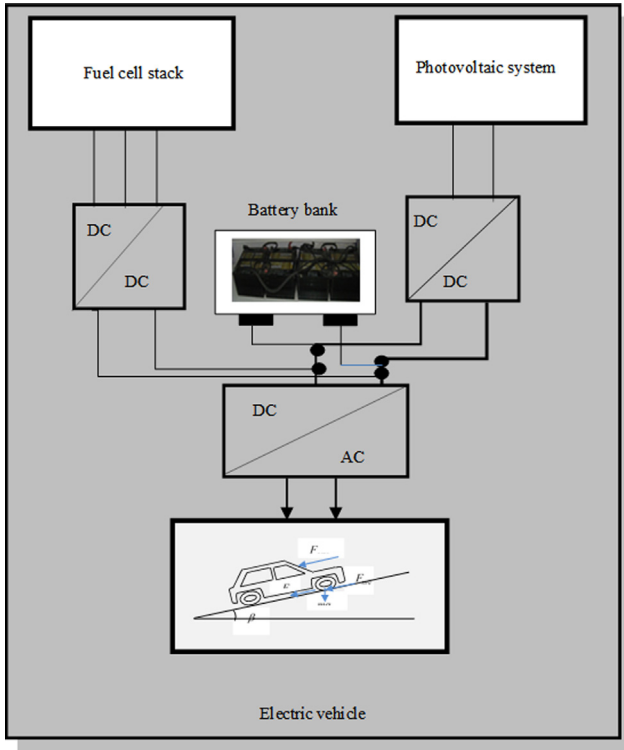 Fuel cell stack
Photovoltaic system
DC
DC
Battery bank
DC
DC
DC
AC
F
F
β
Electric vehicle